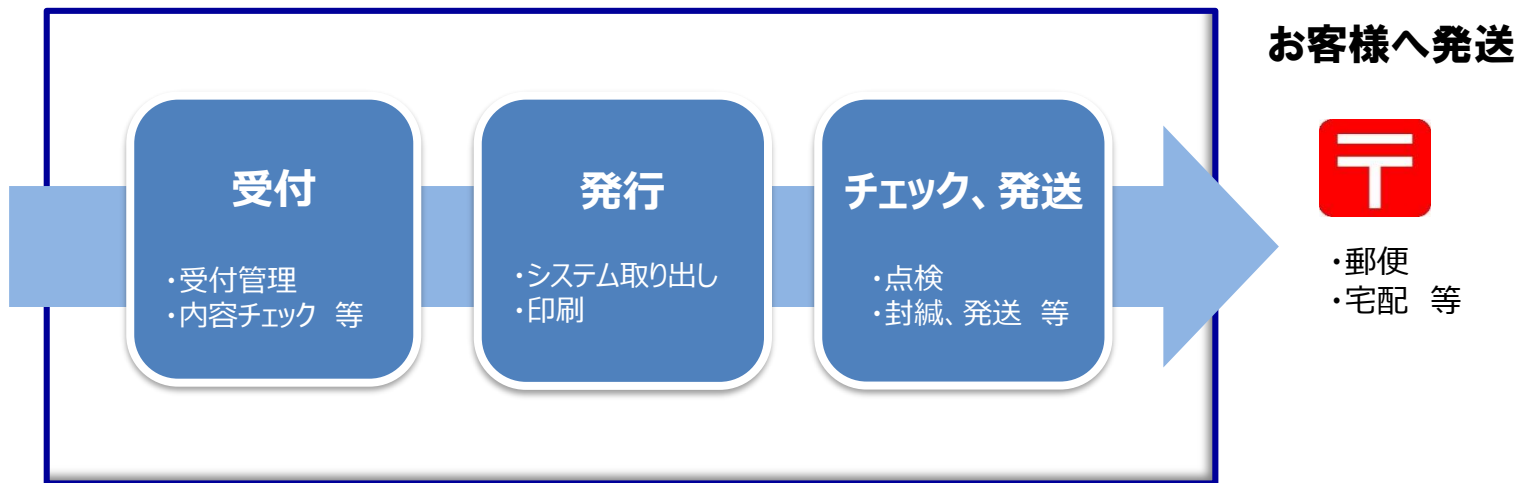 お客様へ発送
受付
・受付管理
・内容チェック 等
発行
・システム取り出し
・印刷
チェック、発送
・点検
・封緘、発送 等
〒
・郵便
・宅配 等